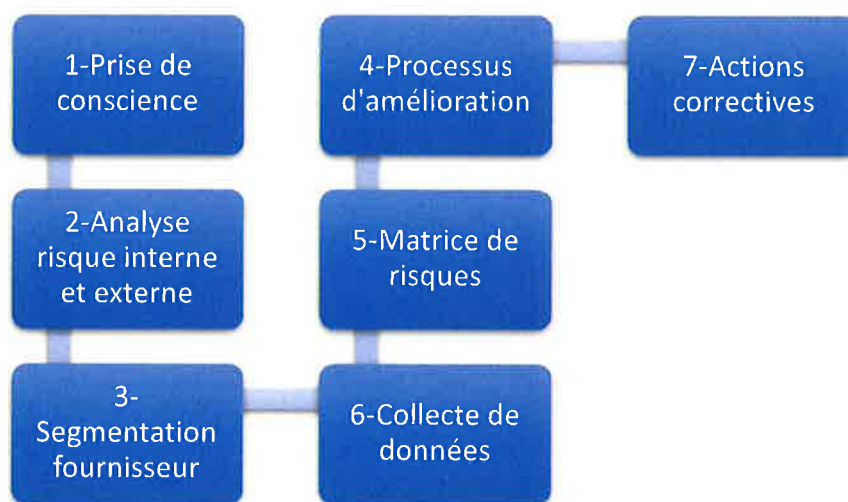 1-Prise de
conscience
2-Analyse
risque interne
et externe
3-
Segmentation
fournisseur
4-Processus
d'amélioration
5-Matrice de
risques
6-Collecte de
données
7-Actions
correctives